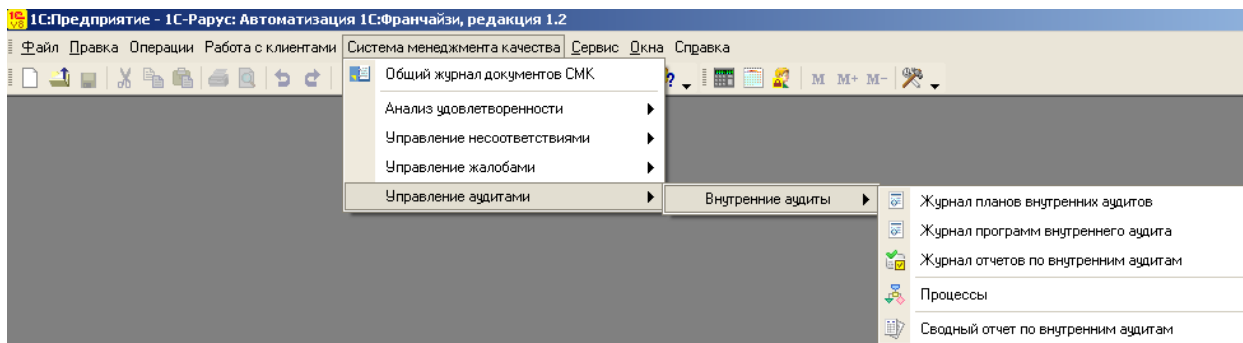 1С:Предприятие - 1С-Рарус: Автоматизация 1С:Франчайзи, редакция 1.2
Файл Правка Операции Работа с клиентами Система менеджмента качества Сервис Окна Справка
M M+ M-
Общий журнал документов СМК
Анализ удовлетворенности
Управление несоответствиями
Управление жалобами
Управление аудитами
Внутренние аудиты
Журнал планов внутренних аудитов
Журнал программ внутреннего аудита
Журнал отчетов по внутренним аудитам
Процессы
Сводный отчет по внутренним аудитам